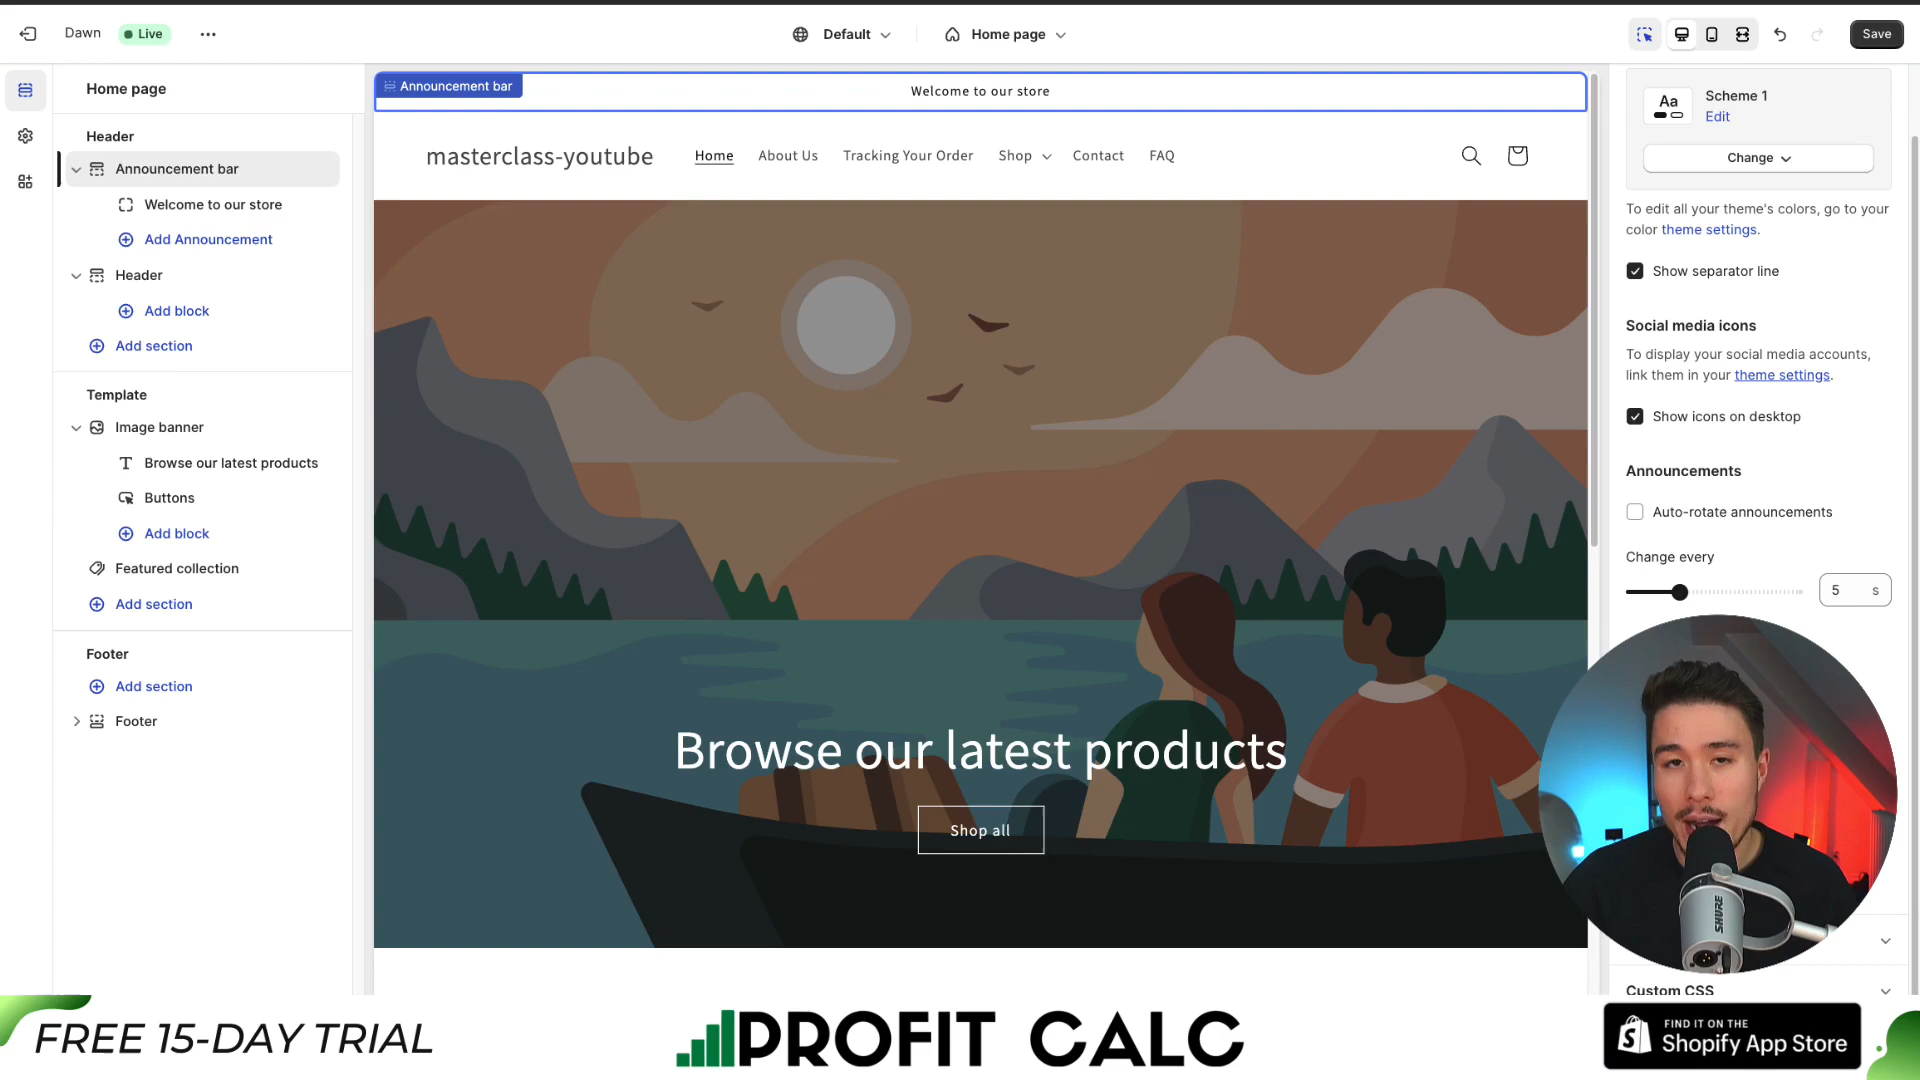 Dawn
Live
Default
Home page
Save
Home page
Header
Announcement bar
Welcome to our store
Add Announcement
Header
Add block
Add section
Template
Image banner
Browse our latest products
Buttons
Add block
Featured collection
Add section
Footer
Add section
Footer
Announcement bar
Welcome to our store
masterclass-youtube
Home
About Us
Tracking Your Order
Shop
Contact
FAQ
Browse our latest products
Shop all
Aa
Scheme 1
Edit
Change
To edit all your theme's colors, go to your
color theme settings.
Show separator line
Social media icons
To display your social media accounts,
link them in your theme settings.
Show icons on desktop
Announcements
Auto-rotate announcements
Change every
5 s
SHURE
Custom CSS
FREE 15-DAY TRIAL
PROFIT CALC
FIND IT ON THE
Shopify App Store